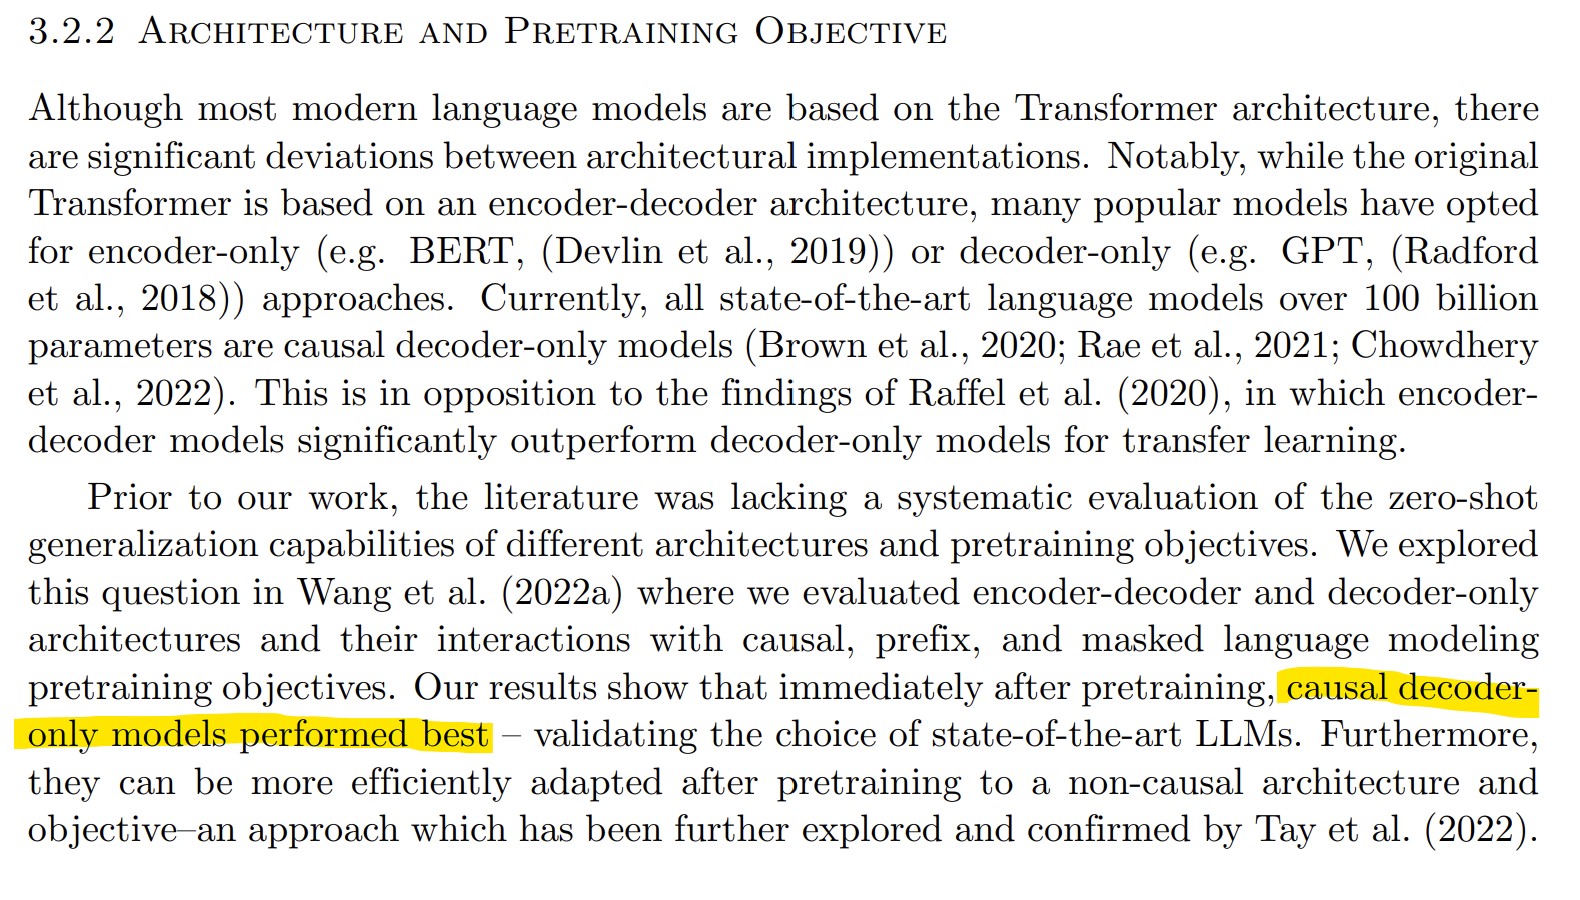 3.2.2 Architecture and Pretraining Objective
Although most modern language models are based on the Transformer architecture, there
are significant deviations between architectural implementations. Notably, while the original
Transformer is based on an encoder-decoder architecture, many popular models have opted
for encoder-only (e.g. BERT, (Devlin et al., 2019)) or decoder-only (e.g. GPT, (Radford
et al., 2018)) approaches. Currently, all state-of-the-art language models over 100 billion
parameters are causal decoder-only models (Brown et al., 2020; Rae et al., 2021; Chowdhery
et al., 2022). This is in opposition to the findings of Raffel et al. (2020), in which encoder-
decoder models significantly outperform decoder-only models for transfer learning.
Prior to our work, the literature was lacking a systematic evaluation of the zero-shot
generalization capabilities of different architectures and pretraining objectives. We explored
this question in Wang et al. (2022a) where we evaluated encoder-decoder and decoder-only
architectures and their interactions with causal, prefix, and masked language modeling
pretraining objectives. Our results show that immediately after pretraining, causal decoder-
only models performed best – validating the choice of state-of-the-art LLMs. Furthermore,
they can be more efficiently adapted after pretraining to a non-causal architecture and
objective–an approach which has been further explored and confirmed by Tay et al. (2022).